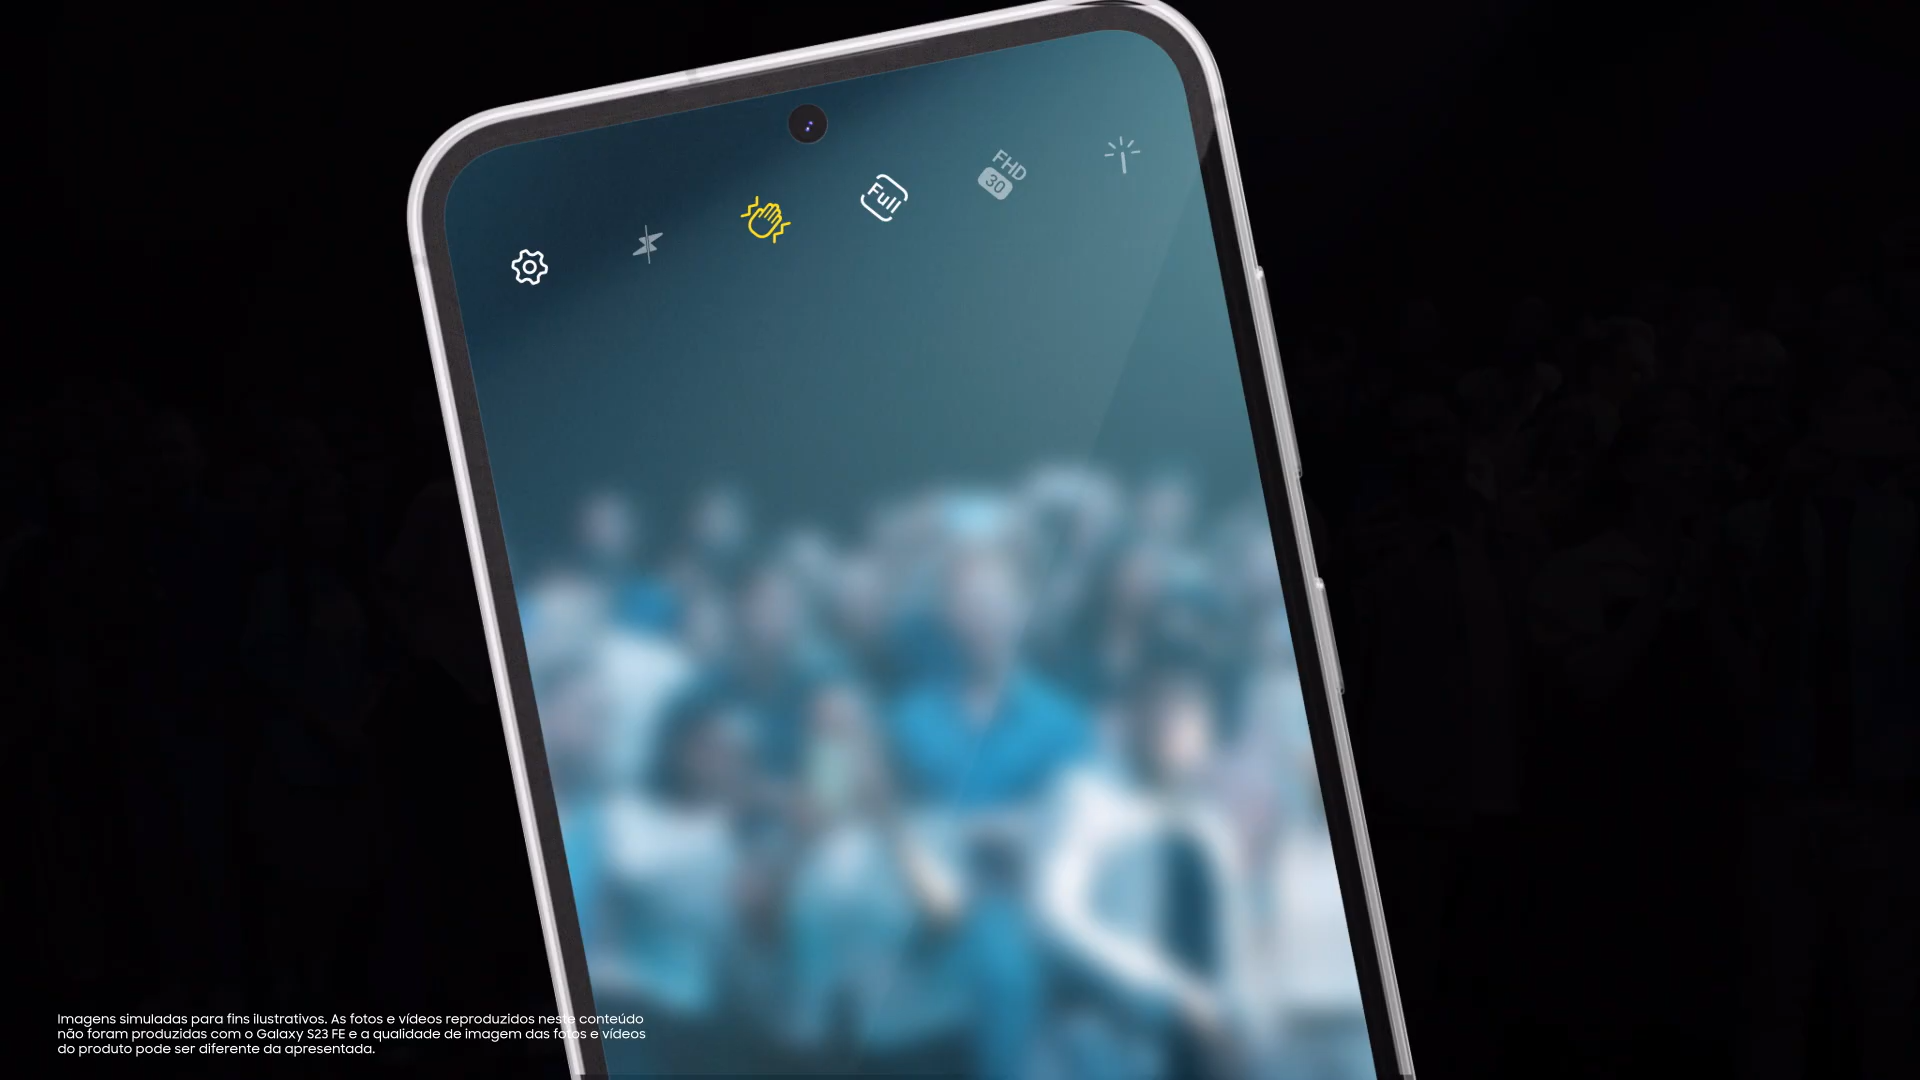 Full
FHD
30
Imagens simuladas para fins ilustrativos. As fotos e vídeos reproduzidos neste conteúdo
não foram produzidas com o Galaxy S23 FE e a qualidade de imagem das fotos e vídeos
do produto pode ser diferente da apresentada.